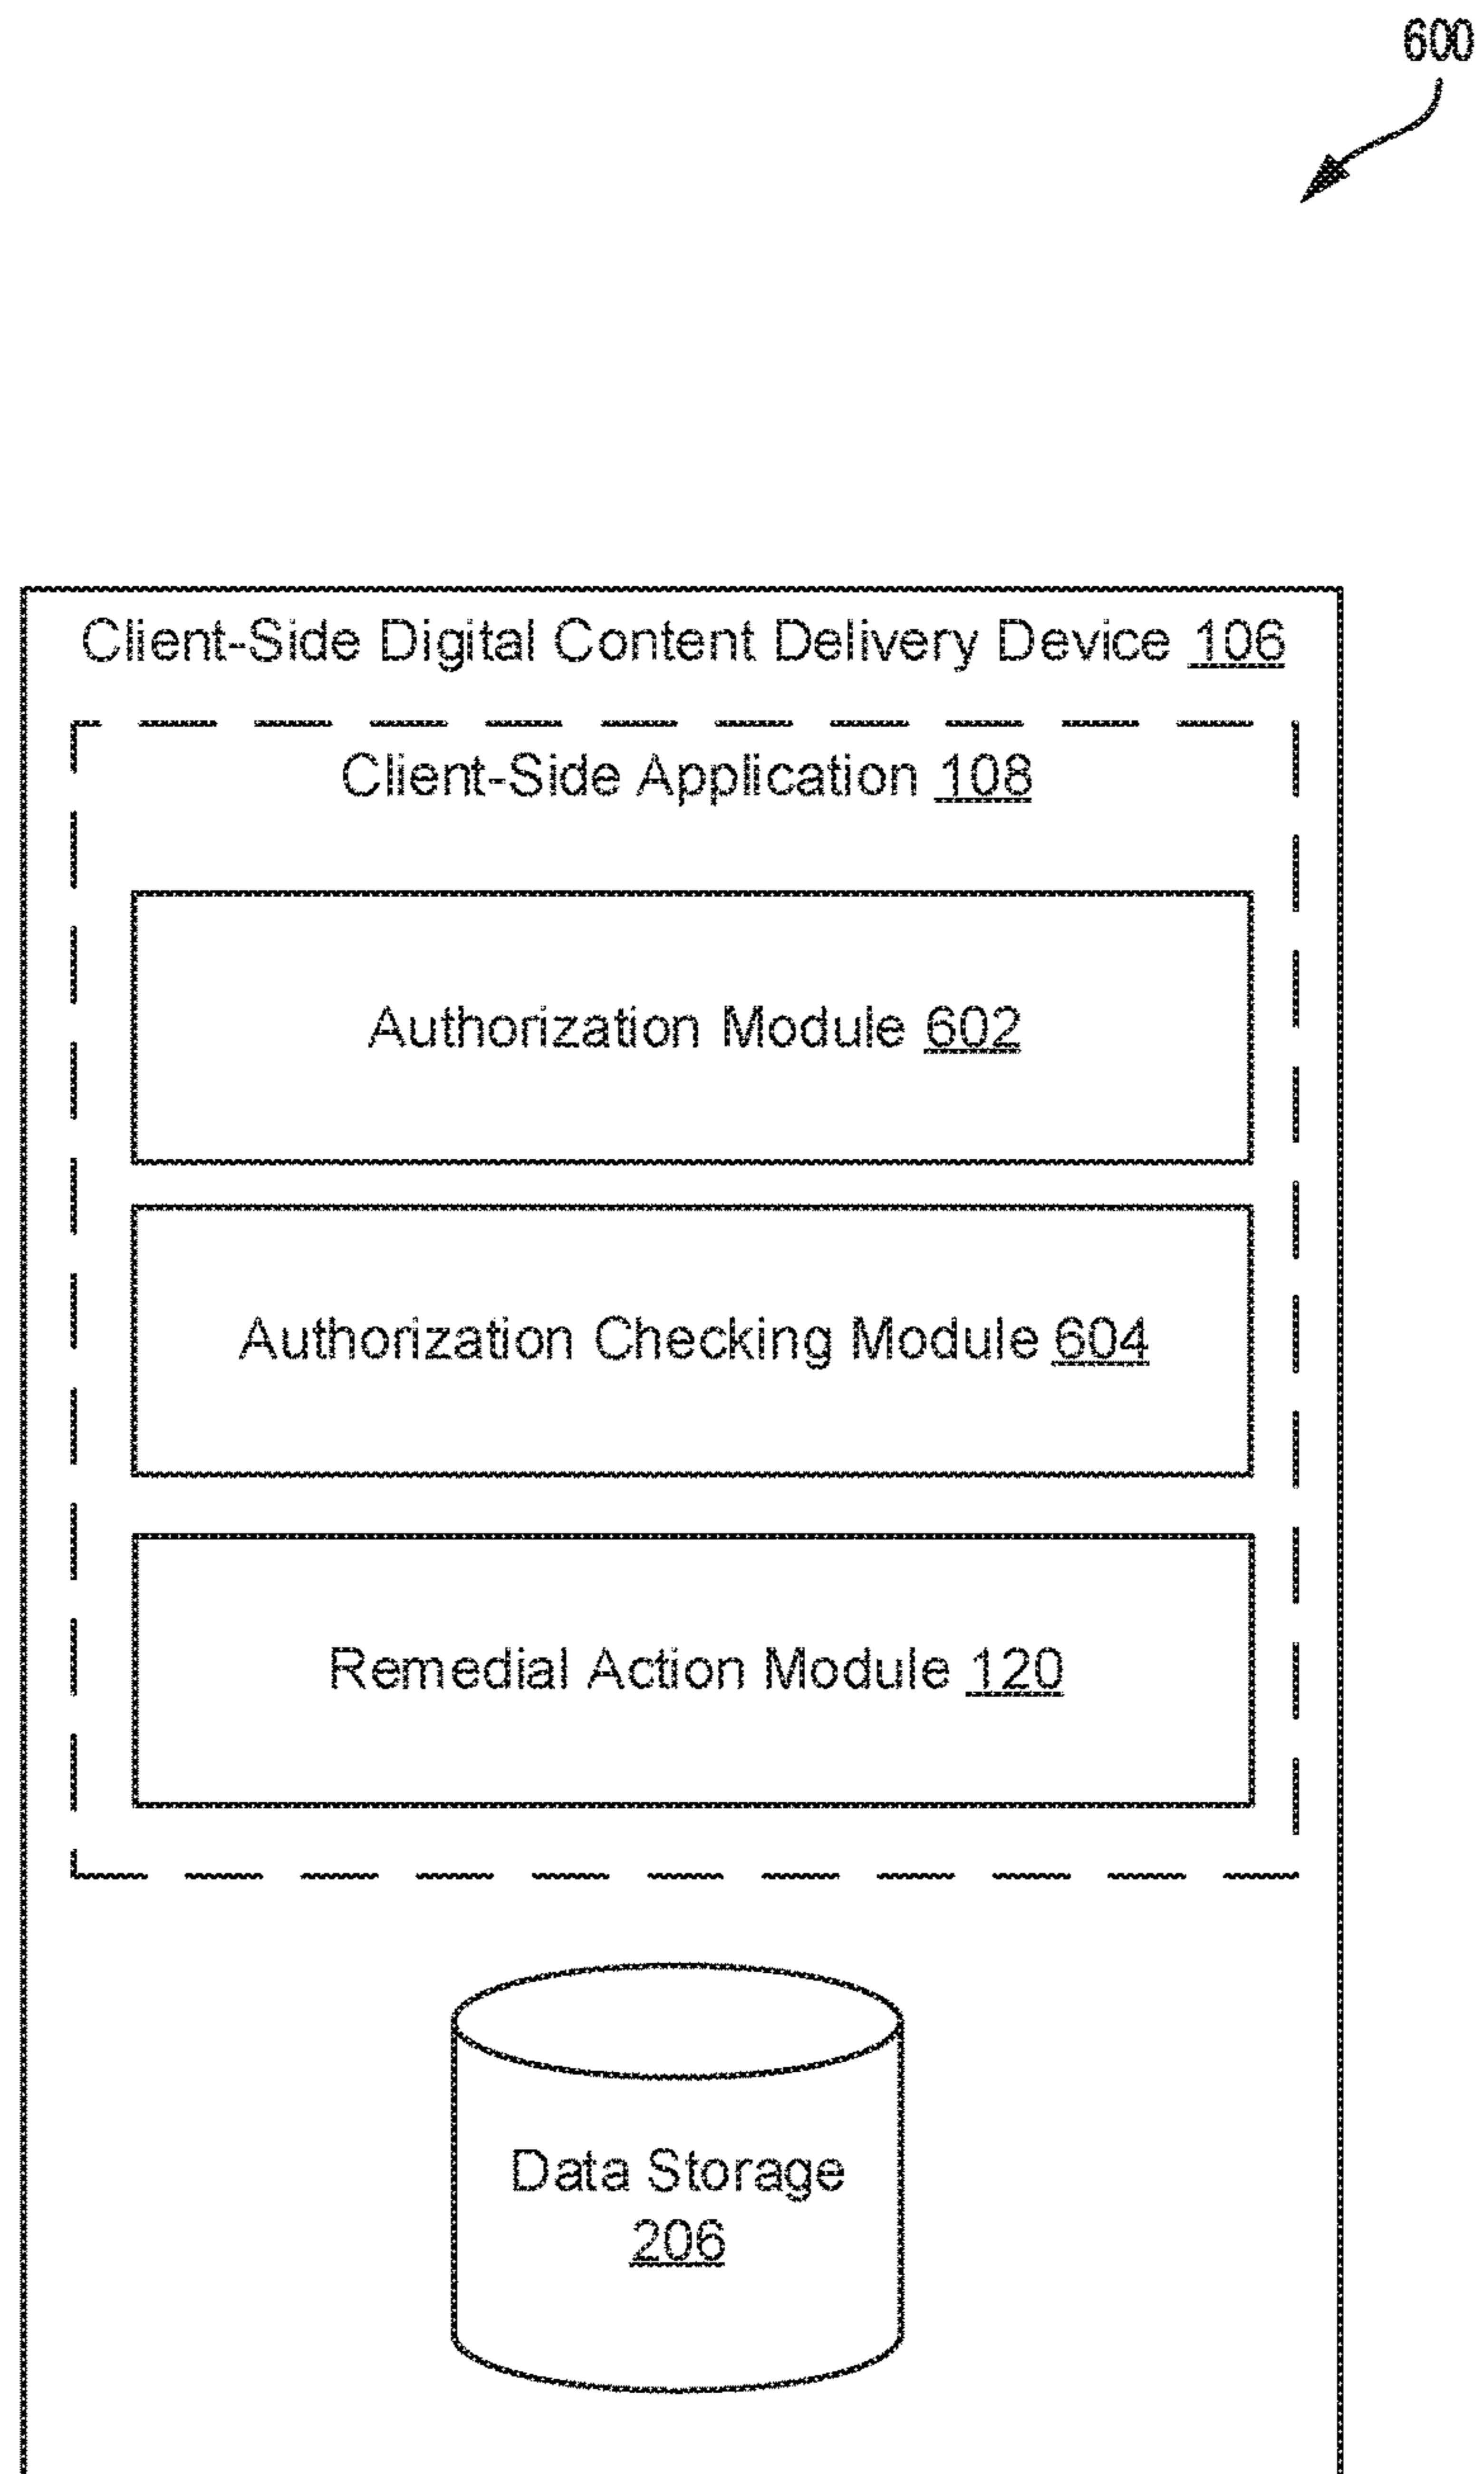 600
Client-Side Digital Content Delivery Device 106
Client-Side Application 108
Authorization Module 602
Authorization Checking Module 604
Remedial Action Module 120
Data Storage
206